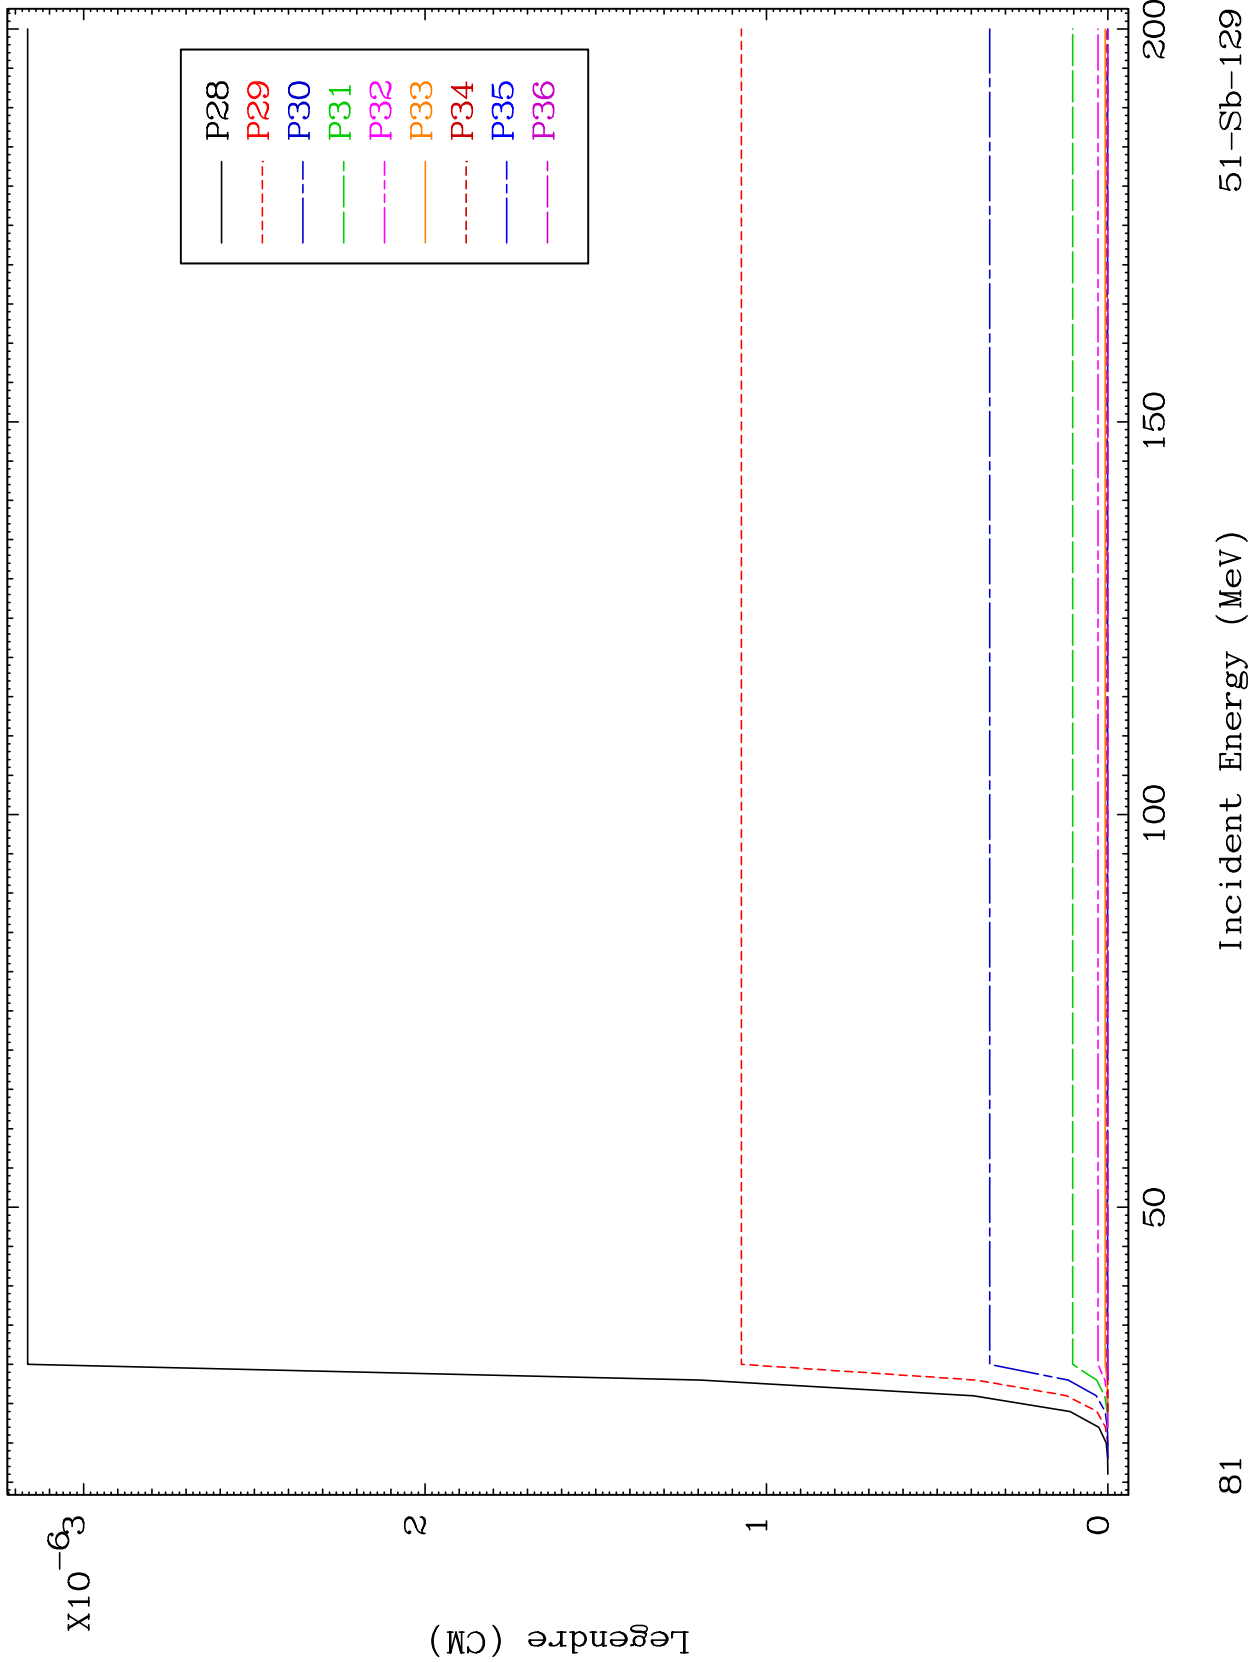 X10⁻⁶
3
2
1
0
Legendre (CM)
P28
P29
P30
P31
P32
P33
P34
P35
P36
50
100
150
200
Incident Energy (MeV)
81
51-Sb-129